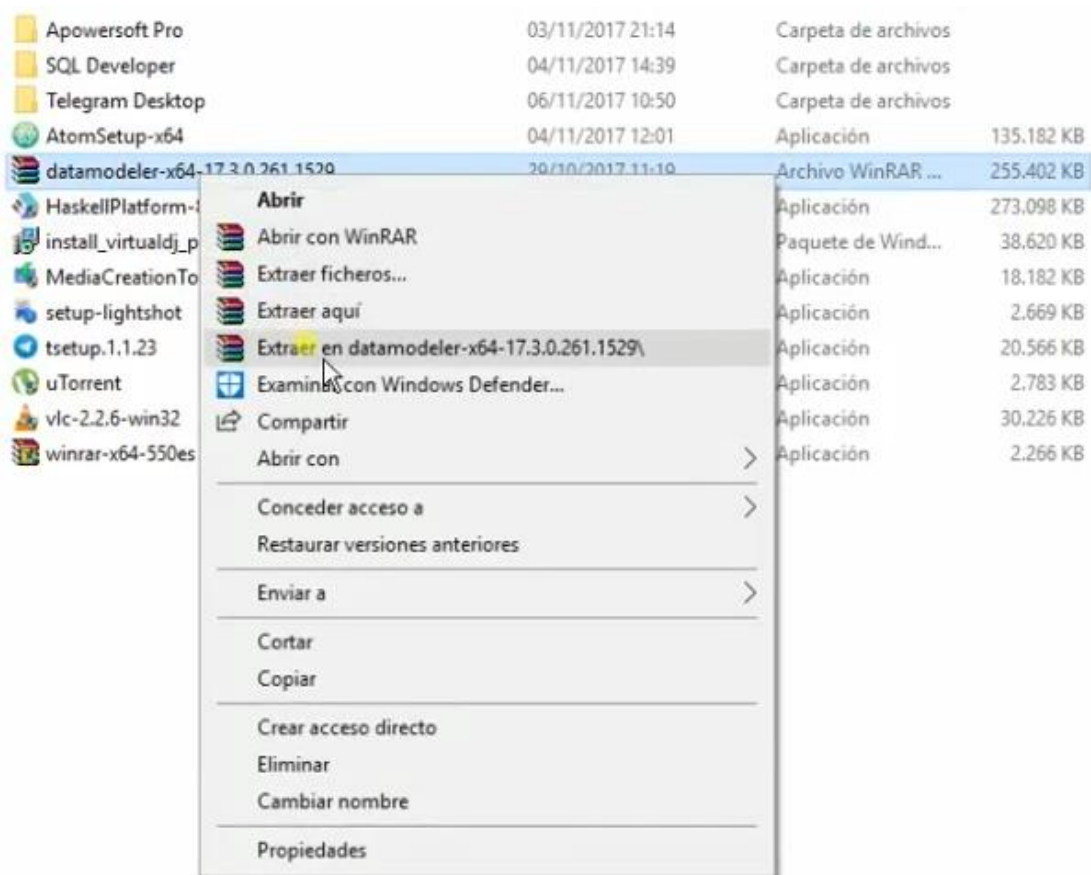 Apowersoft Pro 03/11/2017 21:14 Carpeta de archivos
SQL Developer 04/11/2017 14:39 Carpeta de archivos
Telegram Desktop 06/11/2017 10:50 Carpeta de archivos
AtomSetup-x64 04/11/2017 12:01 Aplicación 135.182 KB
datamodeler-x64-17.3.0.261.1529 29/10/2017 11:19 Archivo WinRAR ... 255.402 KB
HaskellPlatform- Aplicación 273.098 KB
install_virtualdj_p Paquete de Wind... 38.620 KB
MediaCreationTo Aplicación 18.182 KB
setup-lightshot Aplicación 2.669 KB
tsetup.1.1.23 Aplicación 20.566 KB
uTorrent Aplicación 2.783 KB
vlc-2.2.6-win32 Aplicación 30.226 KB
winrar-x64-550es Aplicación 2.266 KB
Abrir
Abrir con WinRAR
Extraer ficheros...
Extraer aquí
Extraer en datamodeler-x64-17.3.0.261.1529\
Examinar con Windows Defender...
Compartir
Abrir con
Conceder acceso a
Restaurar versiones anteriores
Enviar a
Cortar
Copiar
Crear acceso directo
Eliminar
Cambiar nombre
Propiedades